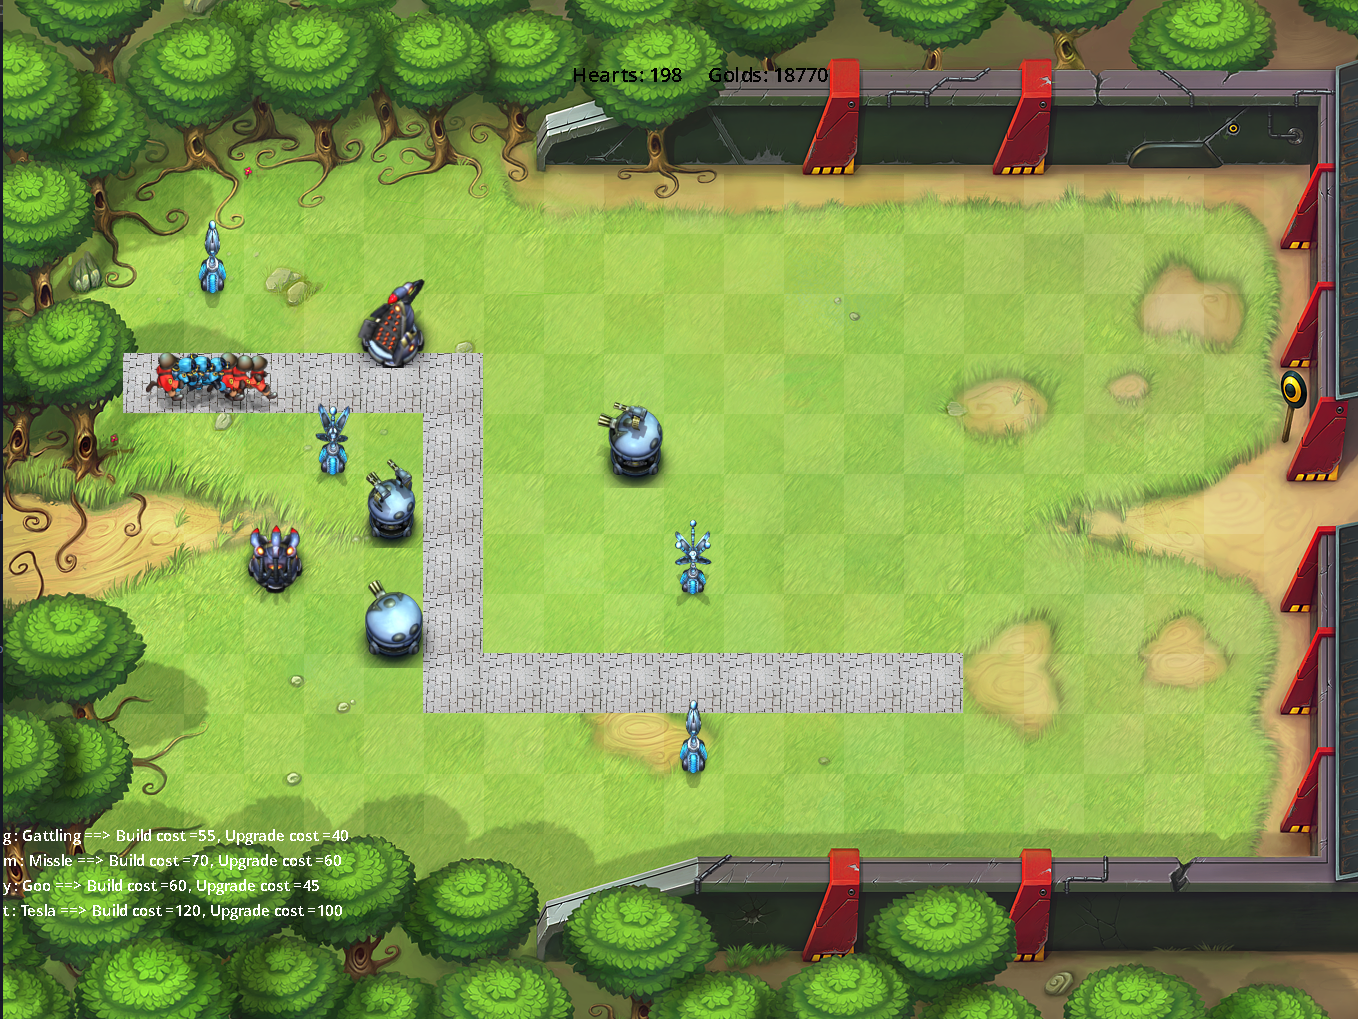 Hearts: 198 Golds: 18770
g : Gattling ==> Build cost =55, Upgrade cost =40
m : Missle ==> Build cost =70, Upgrade cost =60
y : Goo ==> Build cost =60, Upgrade cost =45
t : Tesla ==> Build cost =120, Upgrade cost =100